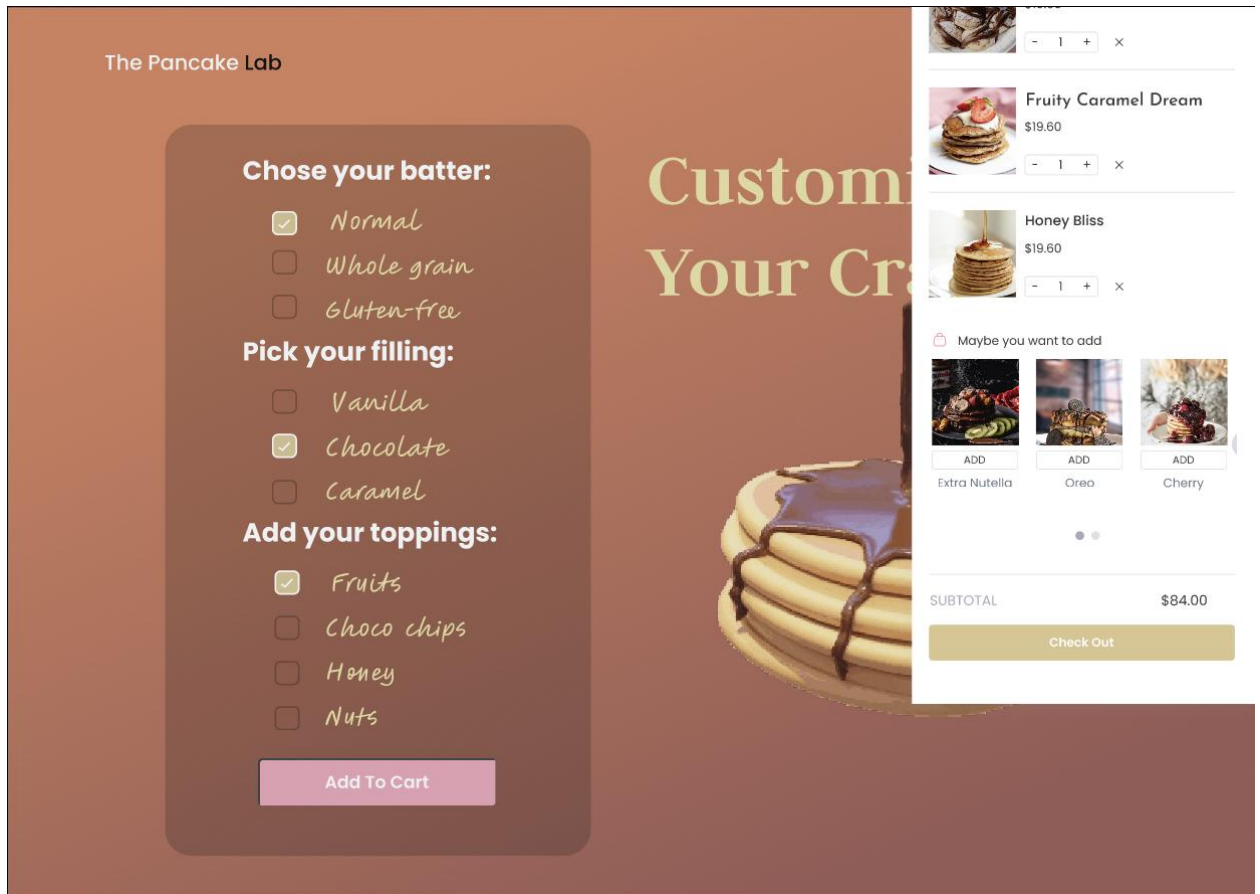 The Pancake Lab
Chose your batter:
Normal
Whole grain
Gluten-free
Pick your filling:
Vanilla
Chocolate
Caramel
Add your toppings:
Fruits
Choco chips
Honey
Nuts
Add To Cart
Your
- 1 + ×
Fruity Caramel Dream
$19.60
- 1 + ×
Honey Bliss
$19.60
- 1 + ×
Maybe you want to add
ADD ADD ADD
Extra Nutella Oreo Cherry
SUBTOTAL $84.00
Check Out